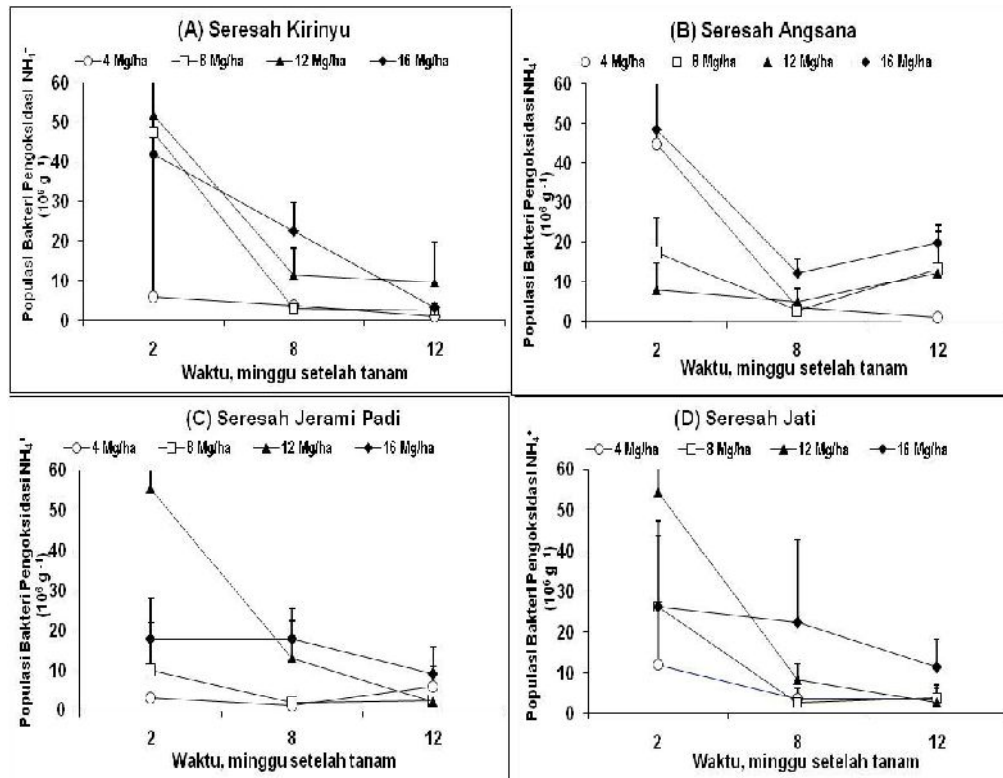 (A) Seresah Kirinyu
4 Mg/ha 8 Mg/ha 12 Mg/ha 16 Mg/ha
Populasi Bakteri Pengoksidasi NH₄⁺
(10⁶ g⁻¹)
60
50
40
30
20
10
0
2 8 12
Waktu, minggu setelah tanam
(B) Seresah Angsana
4 Mg/ha 8 Mg/ha 12 Mg/ha 16 Mg/ha
Populasi Bakteri Pengoksidasi NH₄⁺
(10⁶ g⁻¹)
60
50
40
30
20
10
0
2 8 12
Waktu, minggu setelah tanam
(C) Seresah Jerami Padi
4 Mg/ha 8 Mg/ha 12 Mg/ha 16 Mg/ha
Populasi Bakteri Pengoksidasi NH₄⁺
(10⁶ g⁻¹)
60
50
40
30
20
10
0
2 8 12
Waktu, minggu setelah tanam
(D) Seresah Jati
4 Mg/ha 8 Mg/ha 12 Mg/ha 16 Mg/ha
Populasi Bakteri Pengoksidasi NH₄⁺
(10⁶ g⁻¹)
60
50
40
30
20
10
0
2 8 12
Waktu, minggu setelah tanam